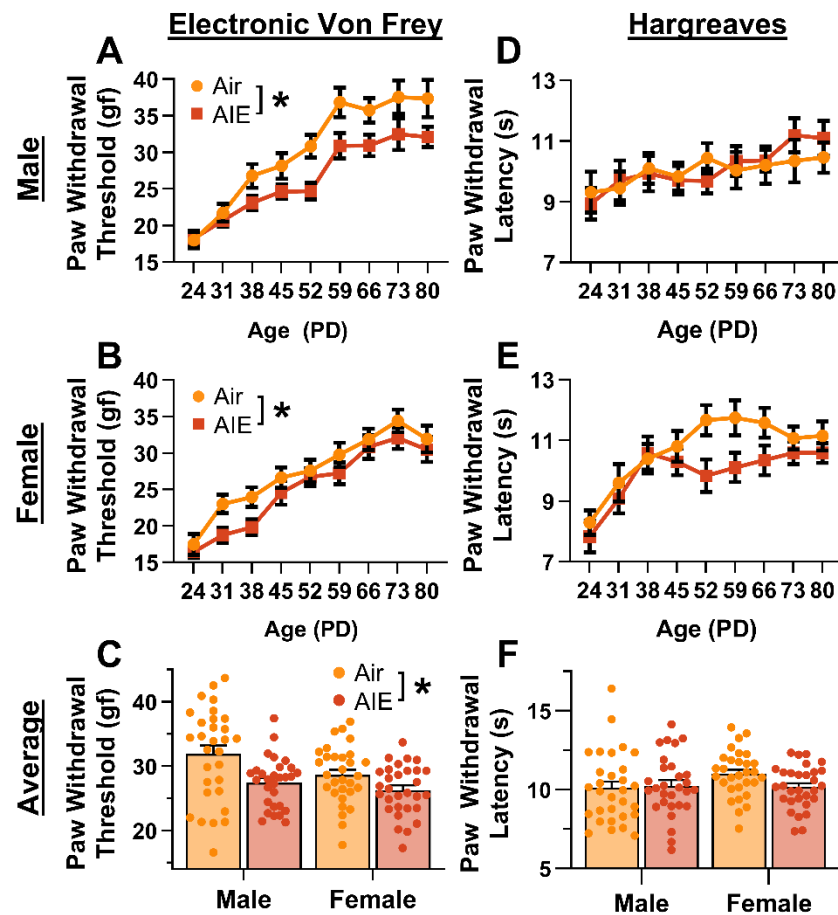 Electronic Von Frey
Hargreaves
Male
A
Paw Withdrawal
Threshold (gf)
40
35
30
25
20
15
Air
AIE
*
24 31 38 45 52 59 66 73 80
Age (PD)
D
Paw Withdrawal
Latency (s)
13
11
9
7
24 31 38 45 52 59 66 73 80
Age (PD)
Female
B
Paw Withdrawal
Threshold (gf)
40
35
30
25
20
15
Air
AIE
*
24 31 38 45 52 59 66 73 80
Age (PD)
E
Paw Withdrawal
Latency (s)
13
11
9
7
24 31 38 45 52 59 66 73 80
Age (PD)
Average
C
Paw Withdrawal
Threshold (gf)
40
30
20
Air
AIE
*
Male Female
F
Paw Withdrawal
Latency (s)
15
10
5
Male Female